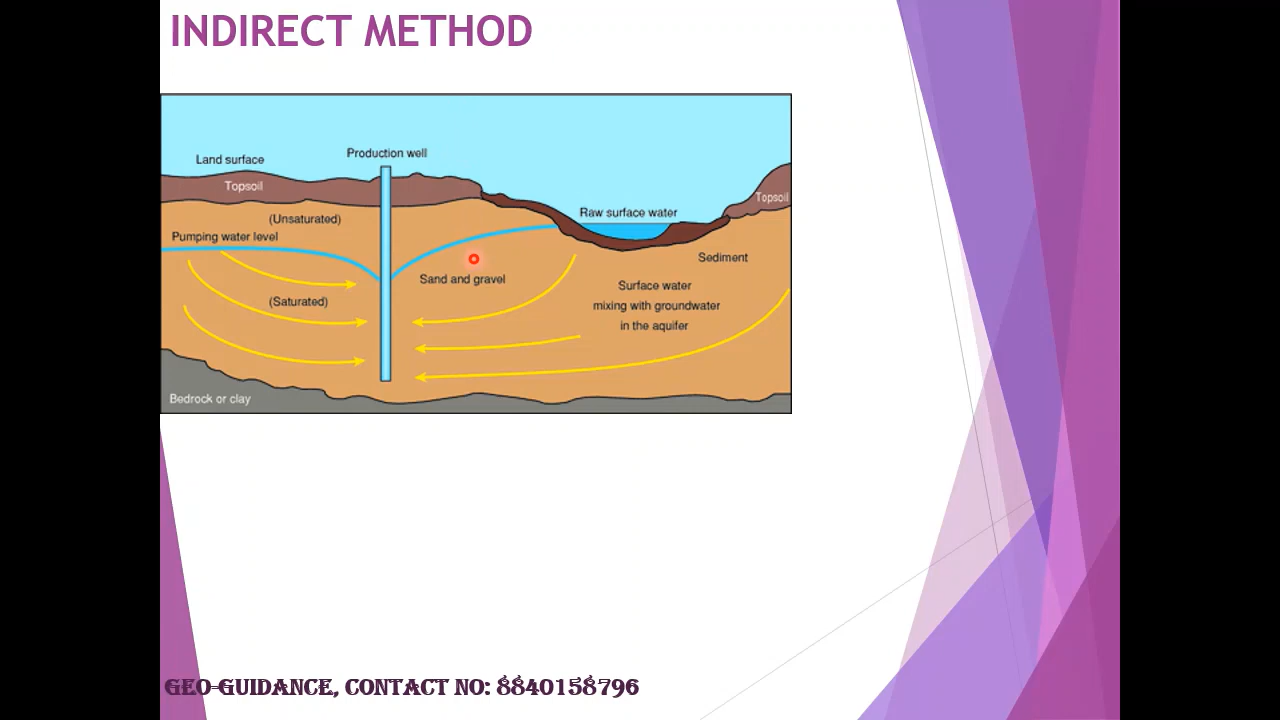 INDIRECT METHOD
Production well
Land surface
Topsoil
Topsoil
Raw surface water
(Unsaturated)
Pumping water level
Sediment
Sand and gravel
Surface water
mixing with groundwater
in the aquifer
(Saturated)
Bedrock or clay
GEO-GUIDANCE, CONTACT NO: 8840158796